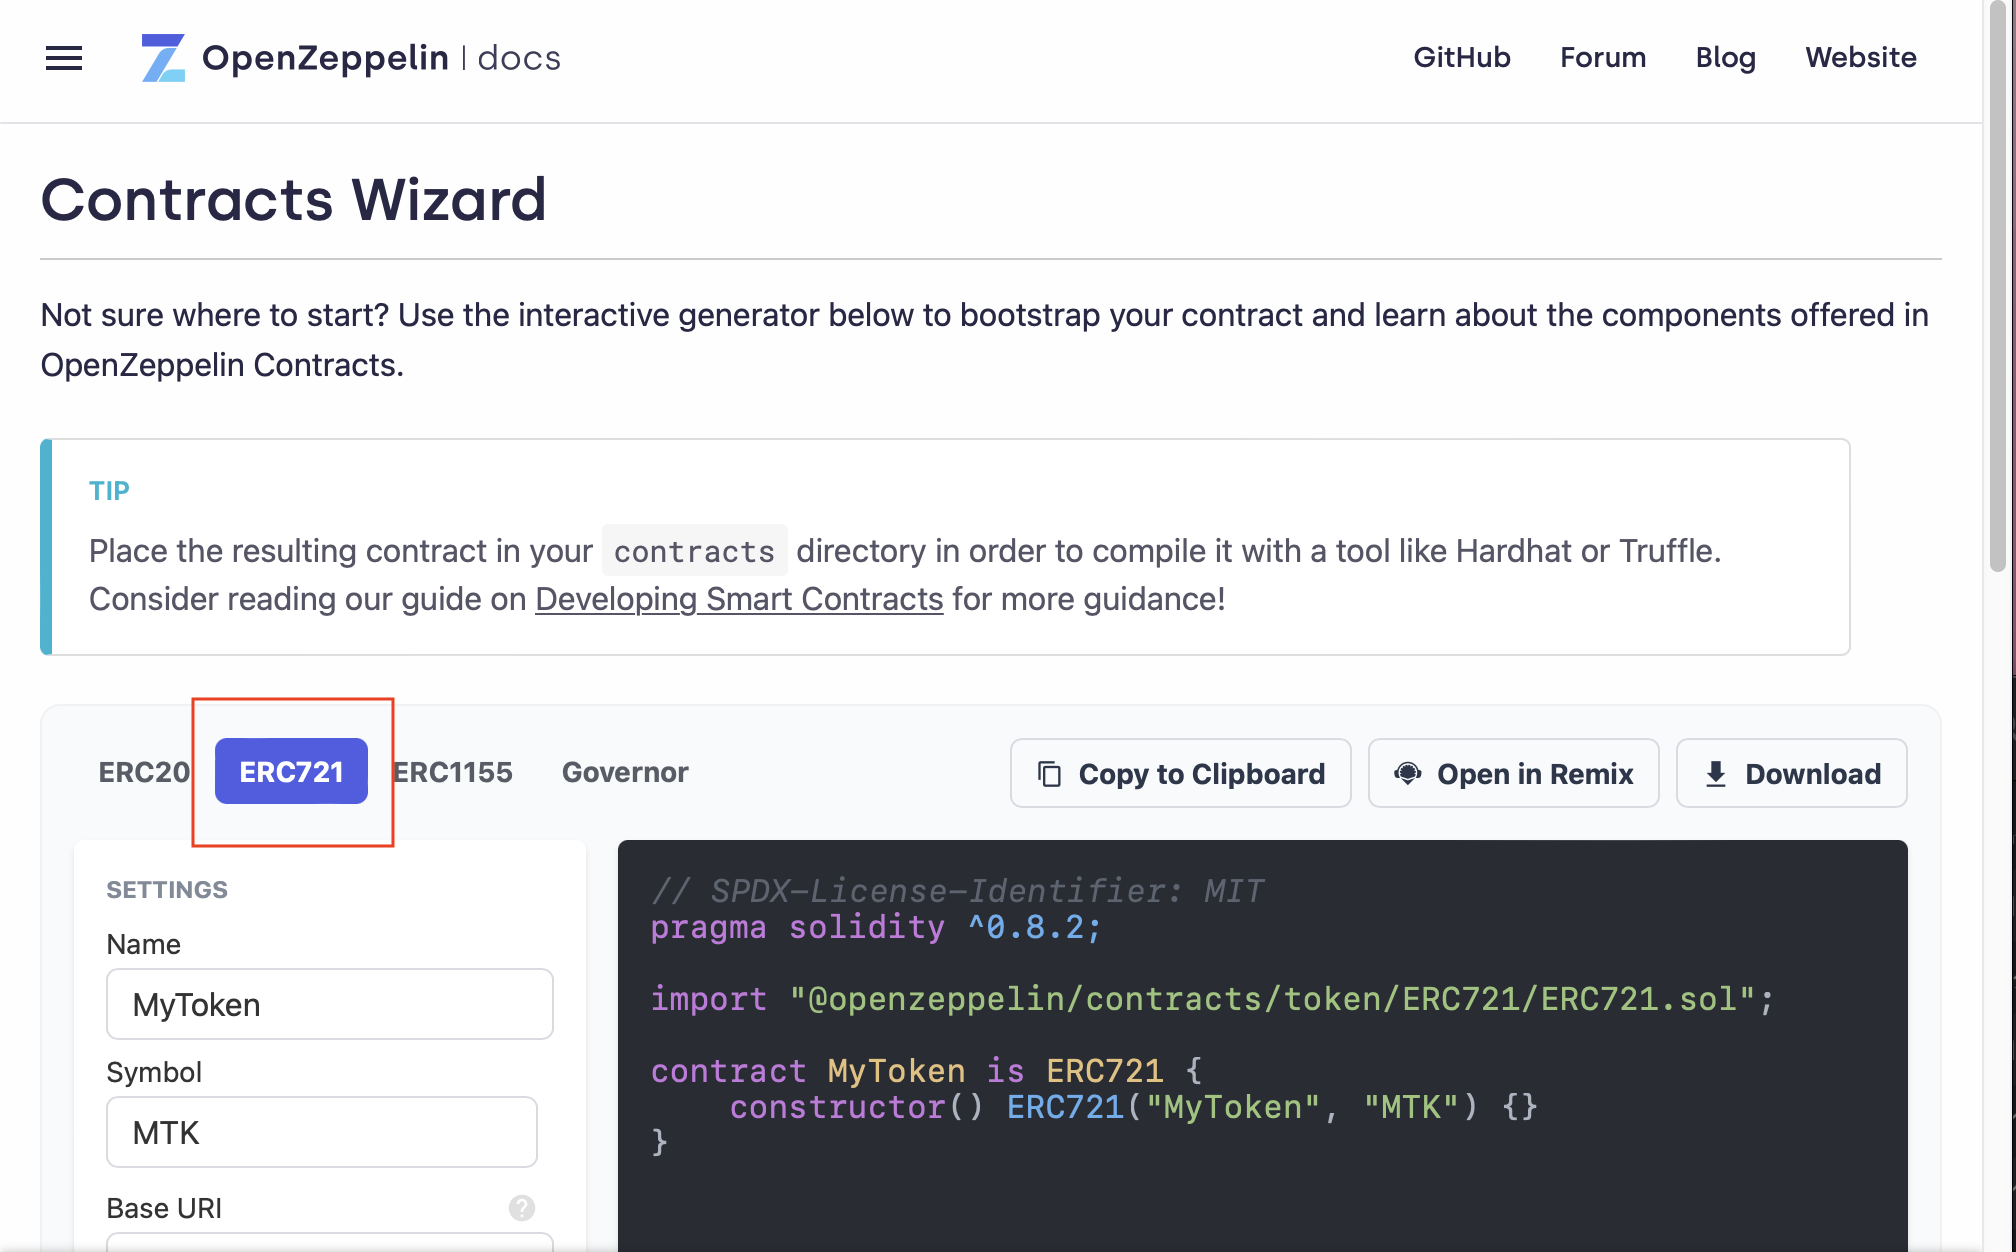 OpenZeppelin | docs
GitHub Forum Blog Website
Contracts Wizard
Not sure where to start? Use the interactive generator below to bootstrap your contract and learn about the components offered in
OpenZeppelin Contracts.
TIP
Place the resulting contract in your contracts directory in order to compile it with a tool like Hardhat or Truffle.
Consider reading our guide on Developing Smart Contracts for more guidance!
ERC20 ERC721 ERC1155 Governor Copy to Clipboard Open in Remix Download
SETTINGS
Name
MyToken
Symbol
MTK
Base URI ?
// SPDX-License-Identifier: MIT
pragma solidity ^0.8.2;
import "@openzeppelin/contracts/token/ERC721/ERC721.sol";
contract MyToken is ERC721 {
    constructor() ERC721("MyToken", "MTK") {}
}